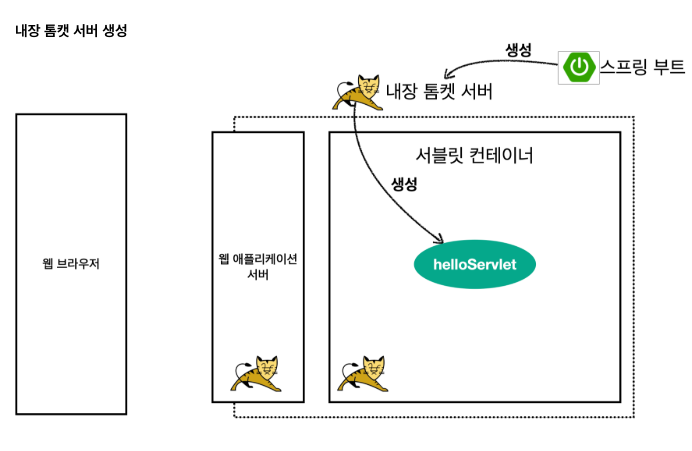 내장 톰캣 서버 생성
생성
스프링 부트
내장 톰켓 서버
서블릿 컨테이너
생성
웹 브라우저
웹 애플리케이션
서버
helloServlet